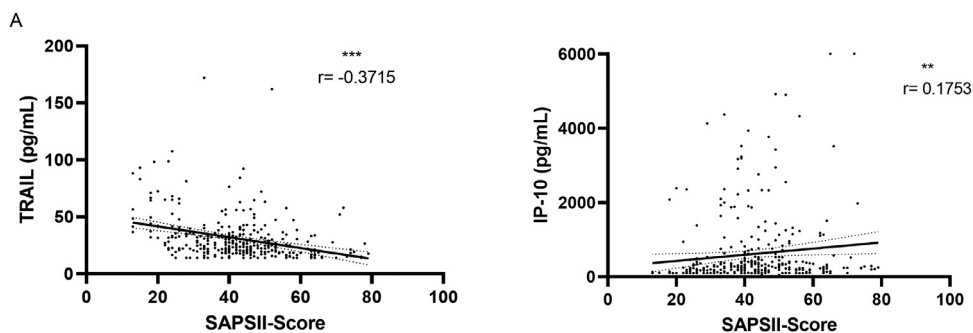 A
200
150
100
50
0
TRAIL (pg/mL)
***
r= -0.3715
0 20 40 60 80 100
SAPSII-Score
6000
4000
2000
0
IP-10 (pg/mL)
**
r= 0.1753
0 20 40 60 80 100
SAPSII-Score